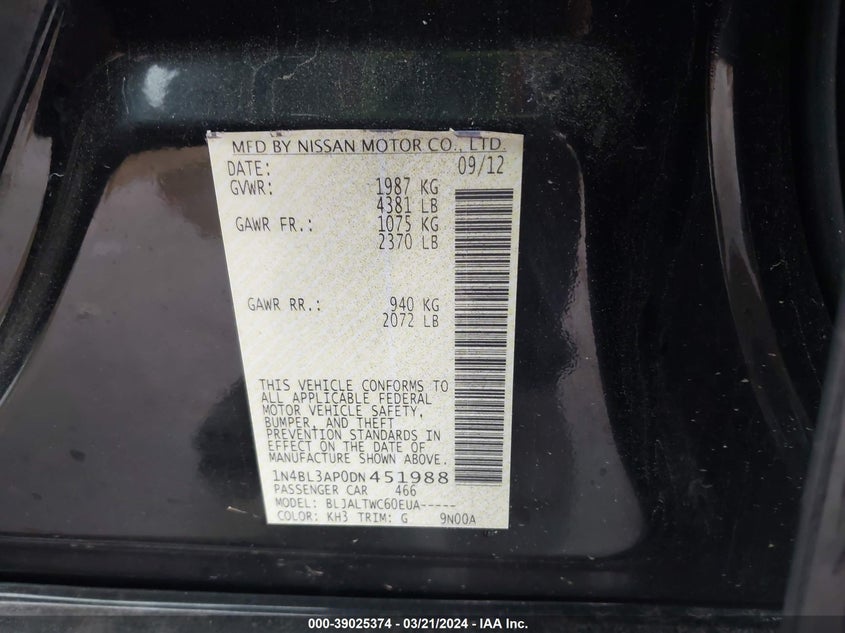 MFD BY NISSAN MOTOR CO., LTD.
DATE: 09/12
GVWR: 1987 KG
4381 LB
GAWR FR.: 1075 KG
2370 LB
GAWR RR.: 940 KG
2072 LB
THIS VEHICLE CONFORMS TO
ALL APPLICABLE FEDERAL
MOTOR VEHICLE SAFETY,
BUMPER, AND THEFT
PREVENTION STANDARDS IN
EFFECT ON THE DATE OF
MANUFACTURE SHOWN ABOVE.
1N4BL3AP0DN451988
PASSENGER CAR 466
MODEL: BLJALTWC60EUA-----
COLOR: KH3 TRIM: G 9N00A
000-39025374 - 03/21/2024 - IAA Inc.